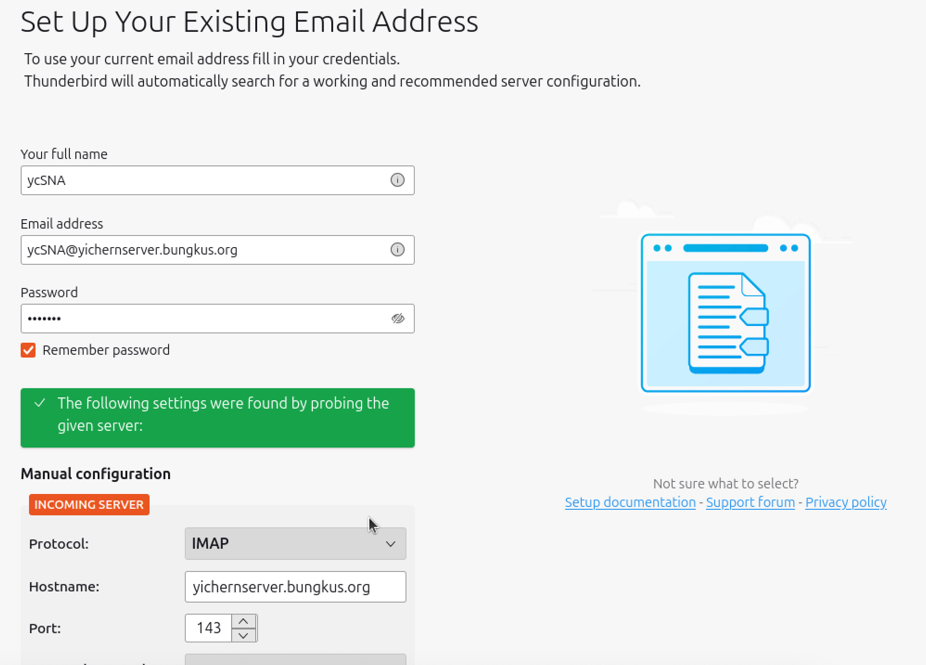 Set Up Your Existing Email Address
To use your current email address fill in your credentials.
Thunderbird will automatically search for a working and recommended server configuration.
Your full name
ycSNA
Email address
ycSNA@yichernserver.bungkus.org
Password
•••••••
Remember password
The following settings were found by probing the
given server:
Manual configuration
INCOMING SERVER
Protocol:
IMAP
Hostname:
yichernserver.bungkus.org
Port:
143
Not sure what to select?
Setup documentation - Support forum - Privacy policy